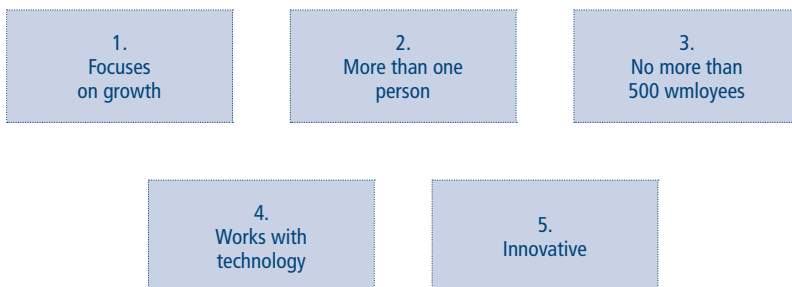 1.
Focuses
on growth
2.
More than one
person
3.
No more than
500 wmloyees
4.
Works with
technology
5.
Innovative